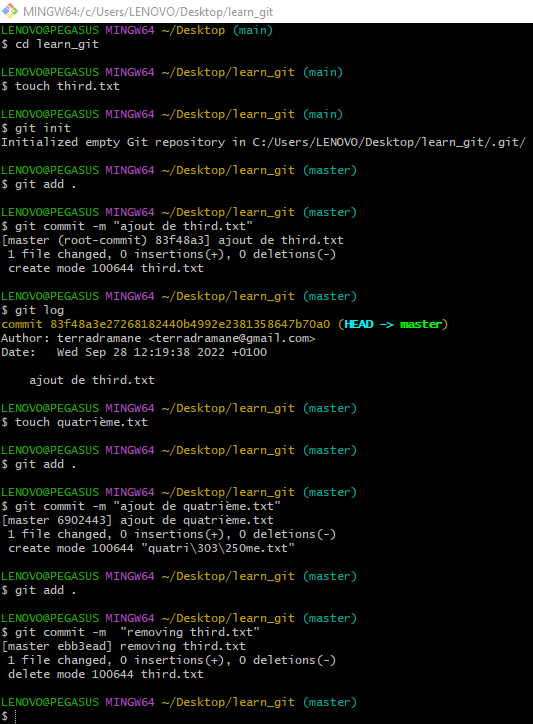 MINGW64:/c/Users/LENOVO/Desktop/learn_git
LENOVO@PEGASUS MINGW64 ~/Desktop (main)
$ cd learn_git
LENOVO@PEGASUS MINGW64 ~/Desktop/learn_git (main)
$ touch third.txt
LENOVO@PEGASUS MINGW64 ~/Desktop/learn_git (main)
$ git init
Initialized empty Git repository in C:/Users/LENOVO/Desktop/learn_git/.git/
LENOVO@PEGASUS MINGW64 ~/Desktop/learn_git (master)
$ git add .
LENOVO@PEGASUS MINGW64 ~/Desktop/learn_git (master)
$ git commit -m "ajout de third.txt"
[master (root-commit) 83f48a3] ajout de third.txt
 1 file changed, 0 insertions(+), 0 deletions(-)
 create mode 100644 third.txt
LENOVO@PEGASUS MINGW64 ~/Desktop/learn_git (master)
$ git log
commit 83f48a3e27268182440b4992e2381358647b70a0 (HEAD -> master)
Author: terradramane <terradramane@gmail.com>
Date:   Wed Sep 28 12:19:38 2022 +0100
    ajout de third.txt
LENOVO@PEGASUS MINGW64 ~/Desktop/learn_git (master)
$ touch quatrième.txt
LENOVO@PEGASUS MINGW64 ~/Desktop/learn_git (master)
$ git add .
LENOVO@PEGASUS MINGW64 ~/Desktop/learn_git (master)
$ git commit -m "ajout de quatrième.txt"
[master 6902443] ajout de quatrième.txt
 1 file changed, 0 insertions(+), 0 deletions(-)
 create mode 100644 "quatri\303\250me.txt"
LENOVO@PEGASUS MINGW64 ~/Desktop/learn_git (master)
$ git add .
LENOVO@PEGASUS MINGW64 ~/Desktop/learn_git (master)
$ git commit -m  "removing third.txt"
[master ebb3ead] removing third.txt
 1 file changed, 0 insertions(+), 0 deletions(-)
 delete mode 100644 third.txt
LENOVO@PEGASUS MINGW64 ~/Desktop/learn_git (master)
$